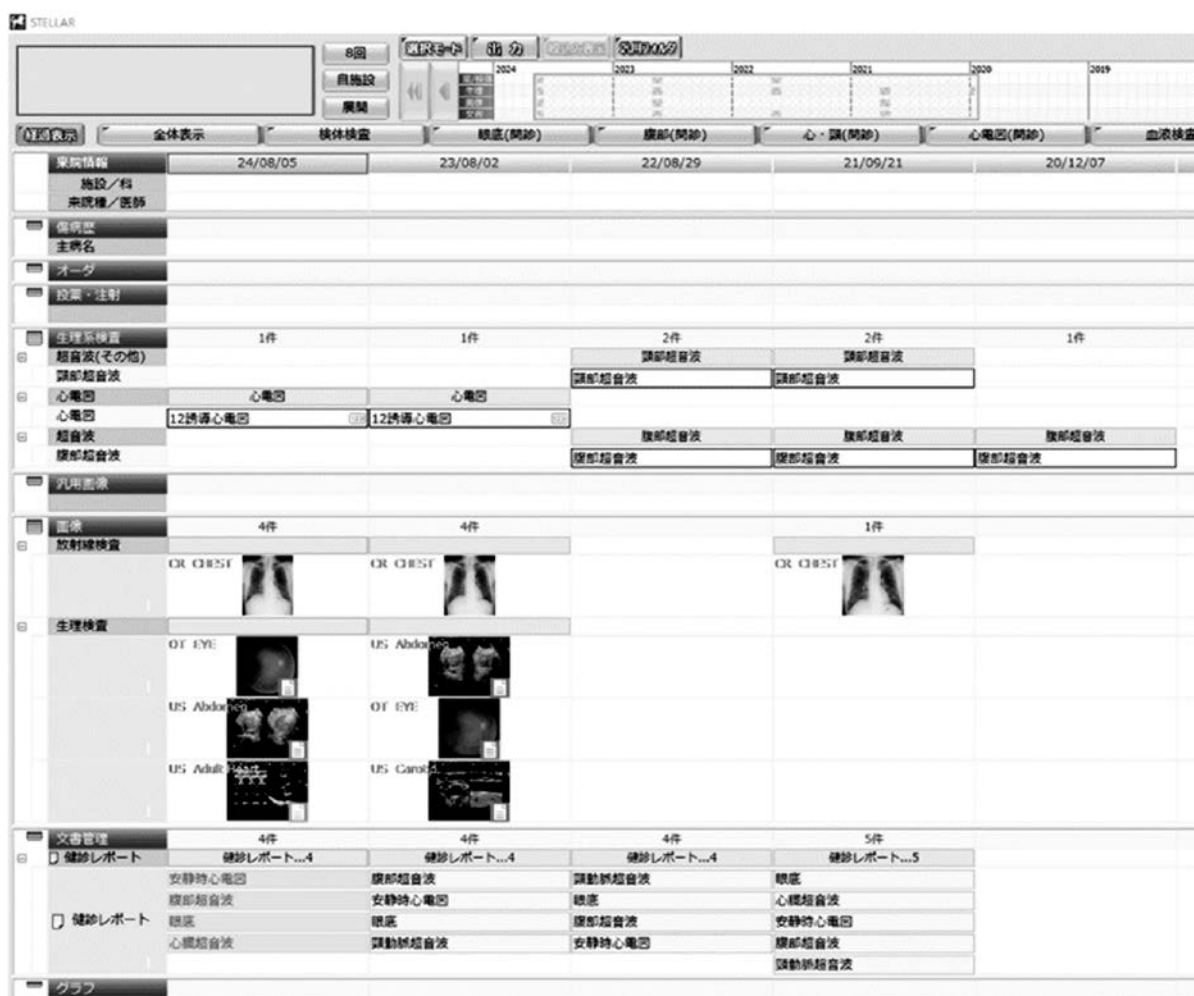 STELLAR
8回 選択モード 出力 汎用フィルタ
自施設
展開
2024 2023 2022 2021 2020 2019
経過表示 全体表示 検体検査 眼底(問診) 腹部(問診) 心・頸(問診) 心電図(問診) 血液検査
来院情報 24/08/05 23/08/02 22/08/29 21/09/21 20/12/07
施設/科
来院種/医師
傷病歴
主病名
オーダ
投薬・注射
生理系検査 1件 1件 2件 2件 1件
超音波(その他) 頸部超音波 頸部超音波
頸部超音波 頸部超音波 頸部超音波
心電図 心電図 心電図
心電図 12誘導心電図 12誘導心電図
超音波 腹部超音波 腹部超音波 腹部超音波
腹部超音波 腹部超音波 腹部超音波 腹部超音波
汎用画像
画像 4件 4件 1件
放射線検査
CR CHEST CR CHEST CR CHEST
生理検査
OT EYE US Abdomen
US Abdomen OT EYE
US Adult Heart US Carotid
文書管理 4件 4件 4件 5件
健診レポート 健診レポート...4 健診レポート...4 健診レポート...4 健診レポート...5
安静時心電図 腹部超音波 頸動脈超音波 眼底
腹部超音波 安静時心電図 眼底 心臓超音波
健診レポート 眼底 眼底 腹部超音波 安静時心電図
心臓超音波 頸動脈超音波 安静時心電図 腹部超音波
頸動脈超音波
グラフ